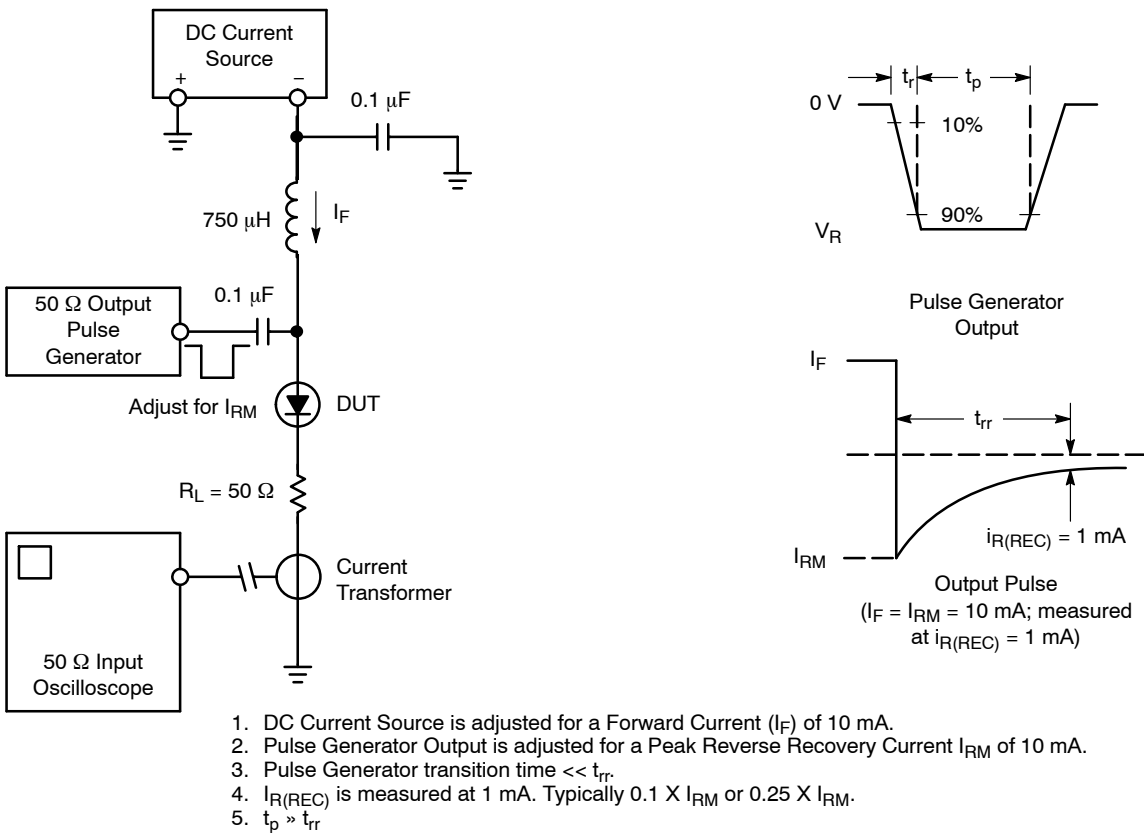 DC Current
Source
+ −
0.1 μF
750 μH
I_F
50 Ω Output
Pulse
Generator
0.1 μF
Adjust for I_RM
DUT
R_L = 50 Ω
Current
Transformer
50 Ω Input
Oscilloscope
t_r
t_p
0 V
10%
90%
V_R
Pulse Generator
Output
I_F
t_rr
I_RM
i_R(REC) = 1 mA
Output Pulse
(I_F = I_RM = 10 mA; measured
at i_R(REC) = 1 mA)
1. DC Current Source is adjusted for a Forward Current (I_F) of 10 mA.
2. Pulse Generator Output is adjusted for a Peak Reverse Recovery Current I_RM of 10 mA.
3. Pulse Generator transition time << t_rr.
4. I_R(REC) is measured at 1 mA. Typically 0.1 X I_RM or 0.25 X I_RM.
5. t_p » t_rr